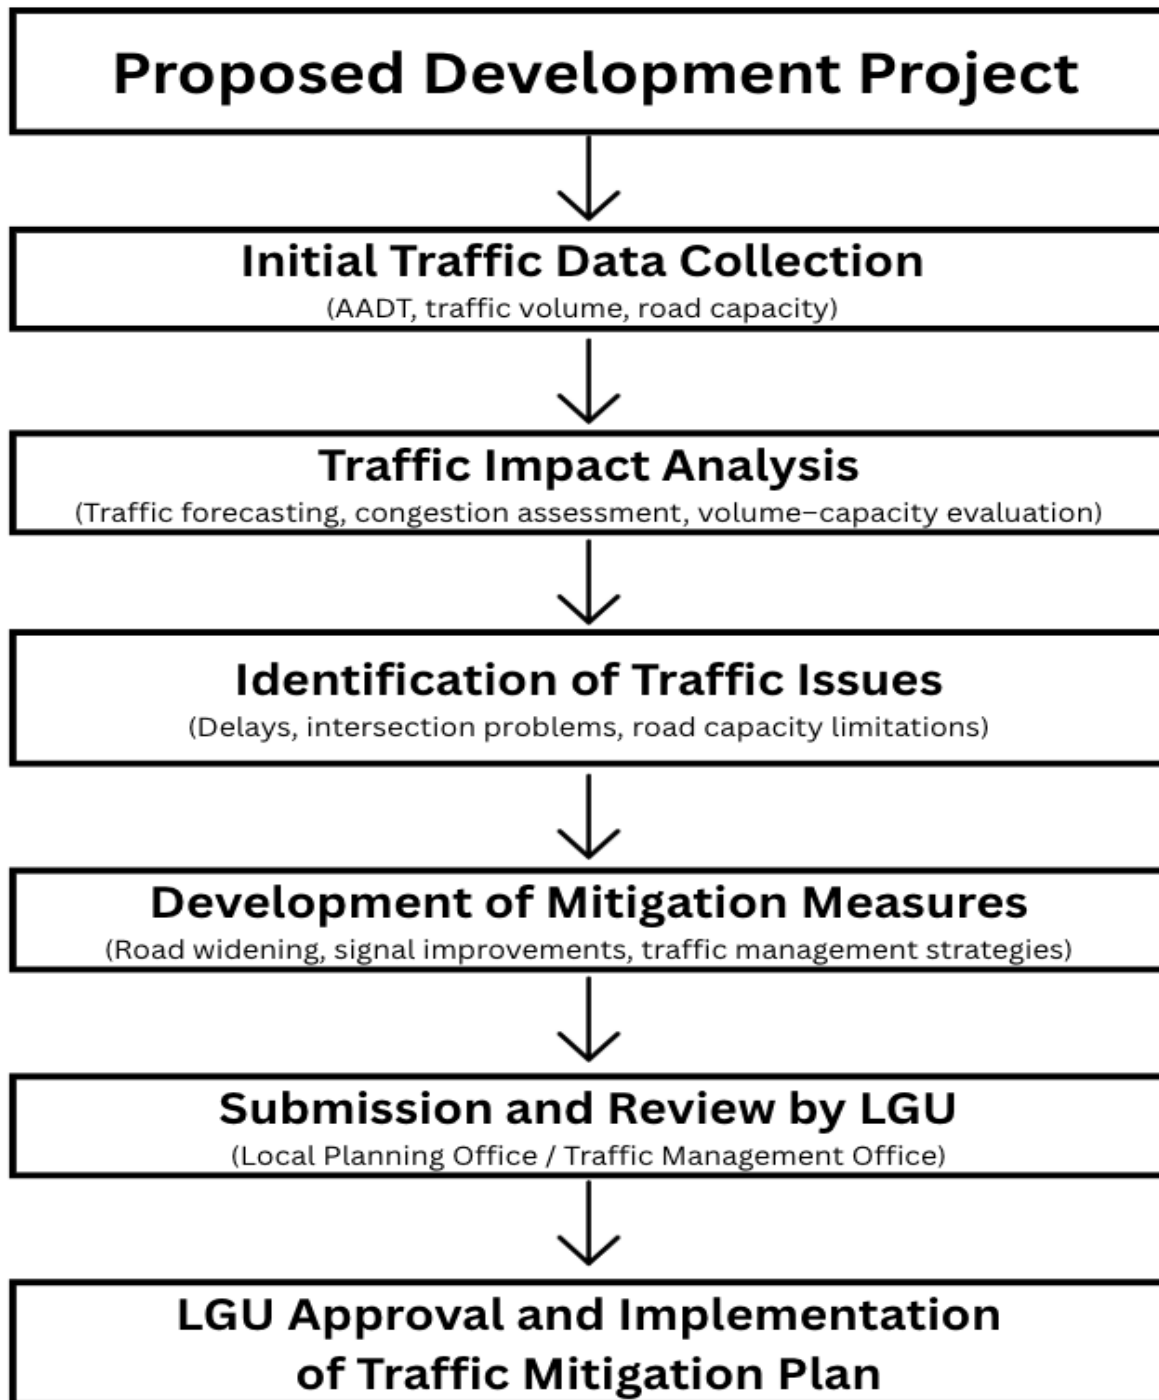 Proposed Development Project
Initial Traffic Data Collection
(AADT, traffic volume, road capacity)
Traffic Impact Analysis
(Traffic forecasting, congestion assessment, volume–capacity evaluation)
Identification of Traffic Issues
(Delays, intersection problems, road capacity limitations)
Development of Mitigation Measures
(Road widening, signal improvements, traffic management strategies)
Submission and Review by LGU
(Local Planning Office / Traffic Management Office)
LGU Approval and Implementation
of Traffic Mitigation Plan